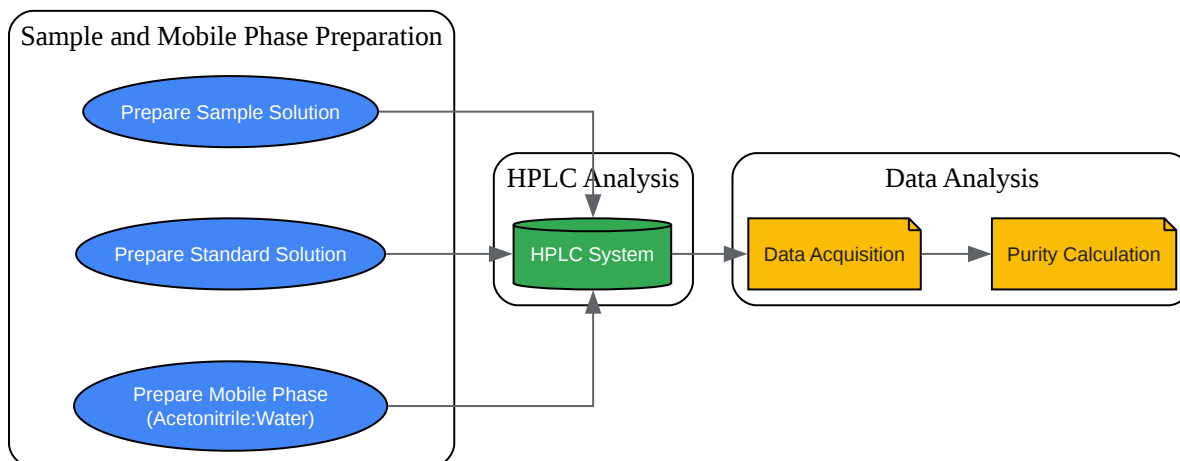 Sample and Mobile Phase Preparation
Prepare Sample Solution
Prepare Standard Solution
Prepare Mobile Phase
(Acetonitrile:Water)
HPLC Analysis
HPLC System
Data Analysis
Data Acquisition
Purity Calculation